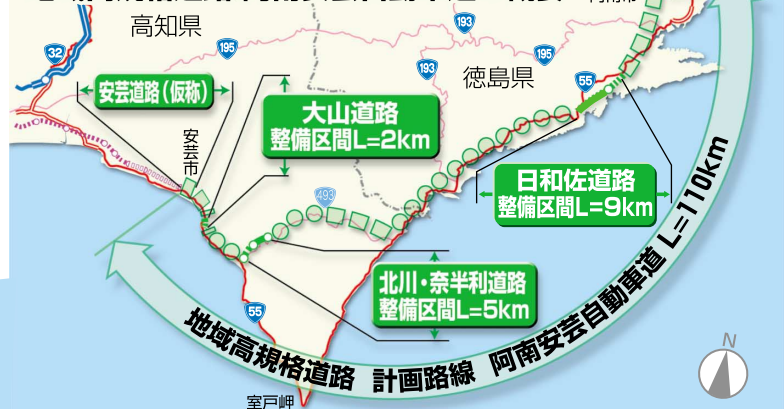 高知県
193
32
195
195
193
徳島県
55
安芸道路(仮称)
大山道路
整備区間L=2km
安芸市
日和佐道路
整備区間L=9km
493
北川・奈半利道路
整備区間L=5km
55
地域高規格道路 計画路線 阿南安芸自動車道 L=110km
N
室戸岬